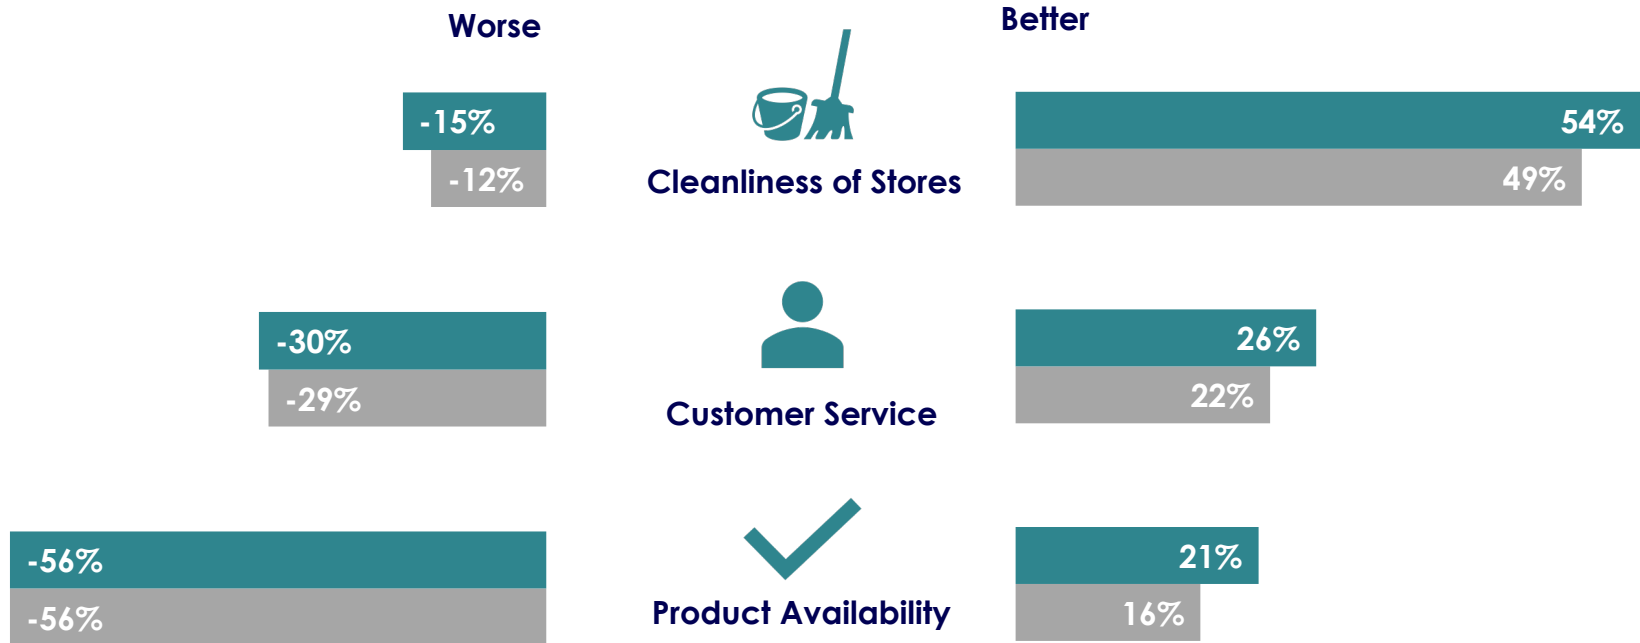 Worse
Better
-15%
54%
-12%
49%
Cleanliness of Stores
-30%
26%
-29%
22%
Customer Service
-56%
21%
-56%
16%
Product Availability